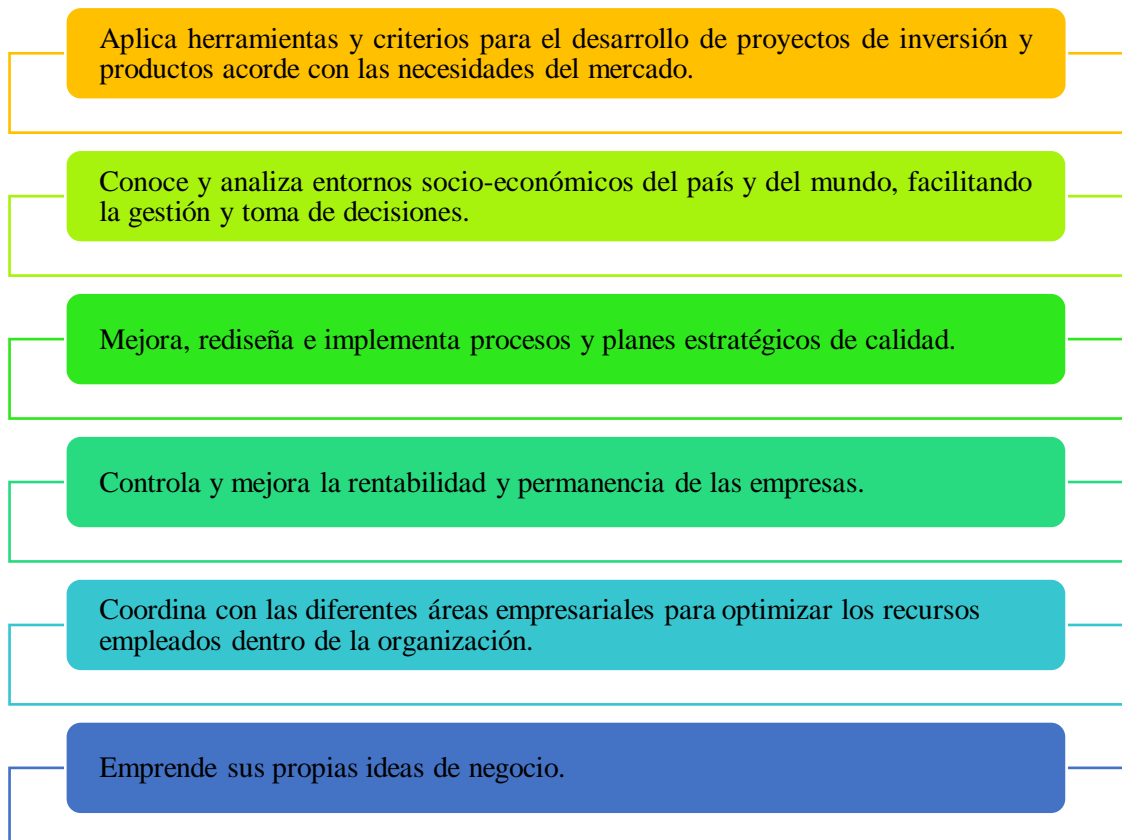 Aplica herramientas y criterios para el desarrollo de proyectos de inversión y
productos acorde con las necesidades del mercado.
Conoce y analiza entornos socio-económicos del país y del mundo, facilitando
la gestión y toma de decisiones.
Mejora, rediseña e implementa procesos y planes estratégicos de calidad.
Controla y mejora la rentabilidad y permanencia de las empresas.
Coordina con las diferentes áreas empresariales para optimizar los recursos
empleados dentro de la organización.
Emprende sus propias ideas de negocio.